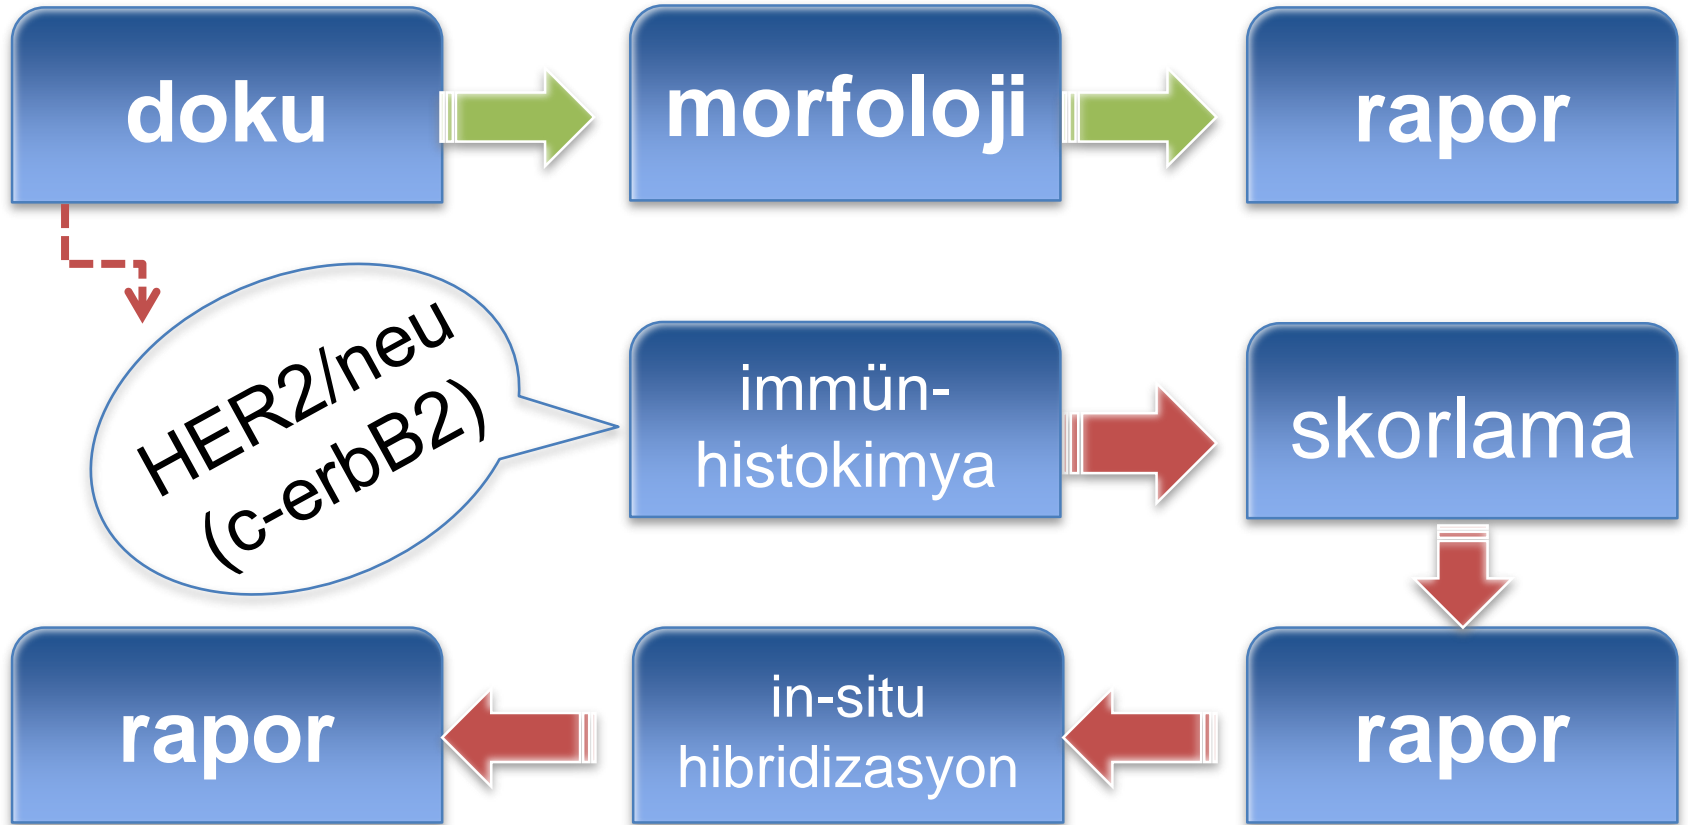 doku
morfoloji
rapor
HER2/neu
(c-erbB2)
immün-
histokimya
skorlama
rapor
in-situ
hibridizasyon
rapor